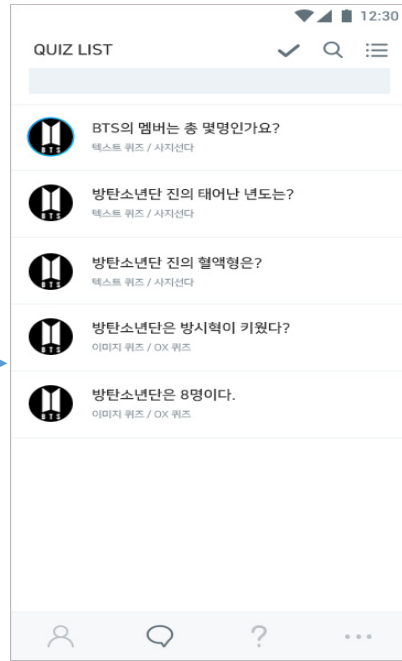 12:30
QUIZ LIST
BTS의 멤버는 총 몇명인가요?
텍스트 퀴즈 / 사지선다
BTS
방탄소년단 진의 태어난 년도는?
텍스트 퀴즈 / 사지선다
BTS
방탄소년단 진의 혈액형은?
텍스트 퀴즈 / 사지선다
BTS
방탄소년단은 방시혁이 키웠다?
이미지 퀴즈 / OX 퀴즈
BTS
방탄소년단은 8명이다.
이미지 퀴즈 / OX 퀴즈
BTS
?